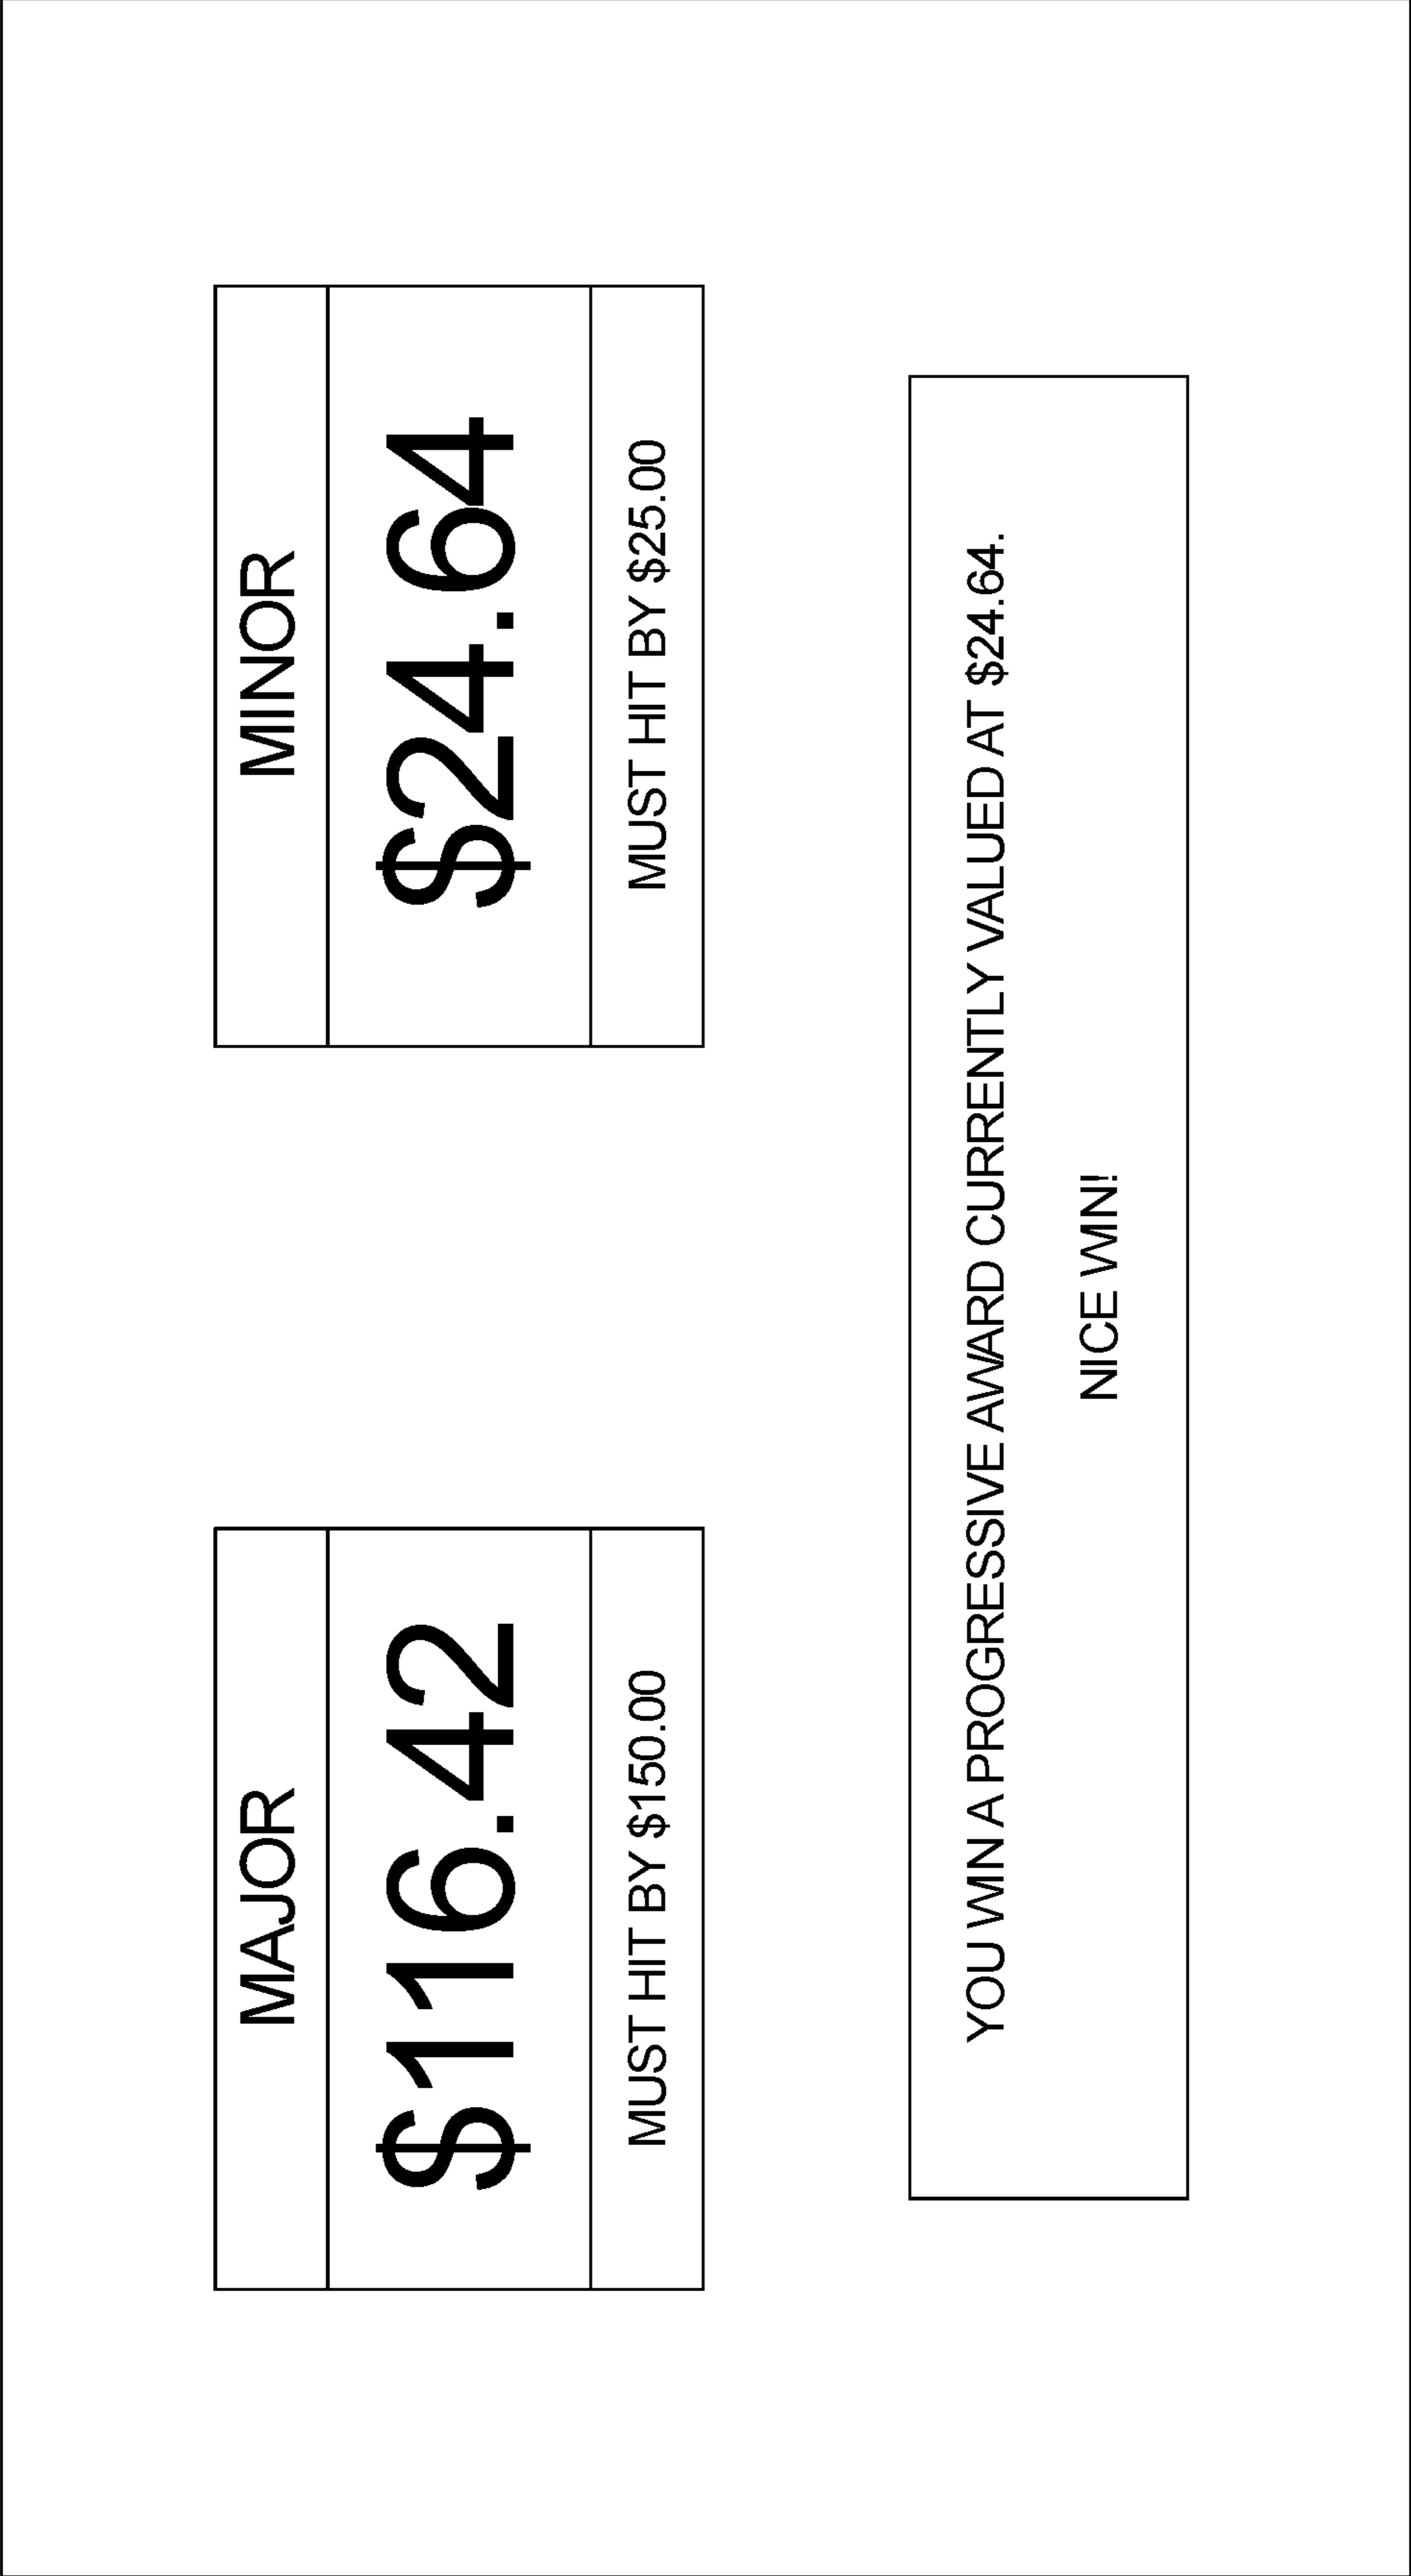 MAJOR
$116.42
MUST HIT BY $150.00
MINOR
$24.64
MUST HIT BY $25.00
YOU WIN A PROGRESSIVE AWARD CURRENTLY VALUED AT $24.64.
NICE WIN!